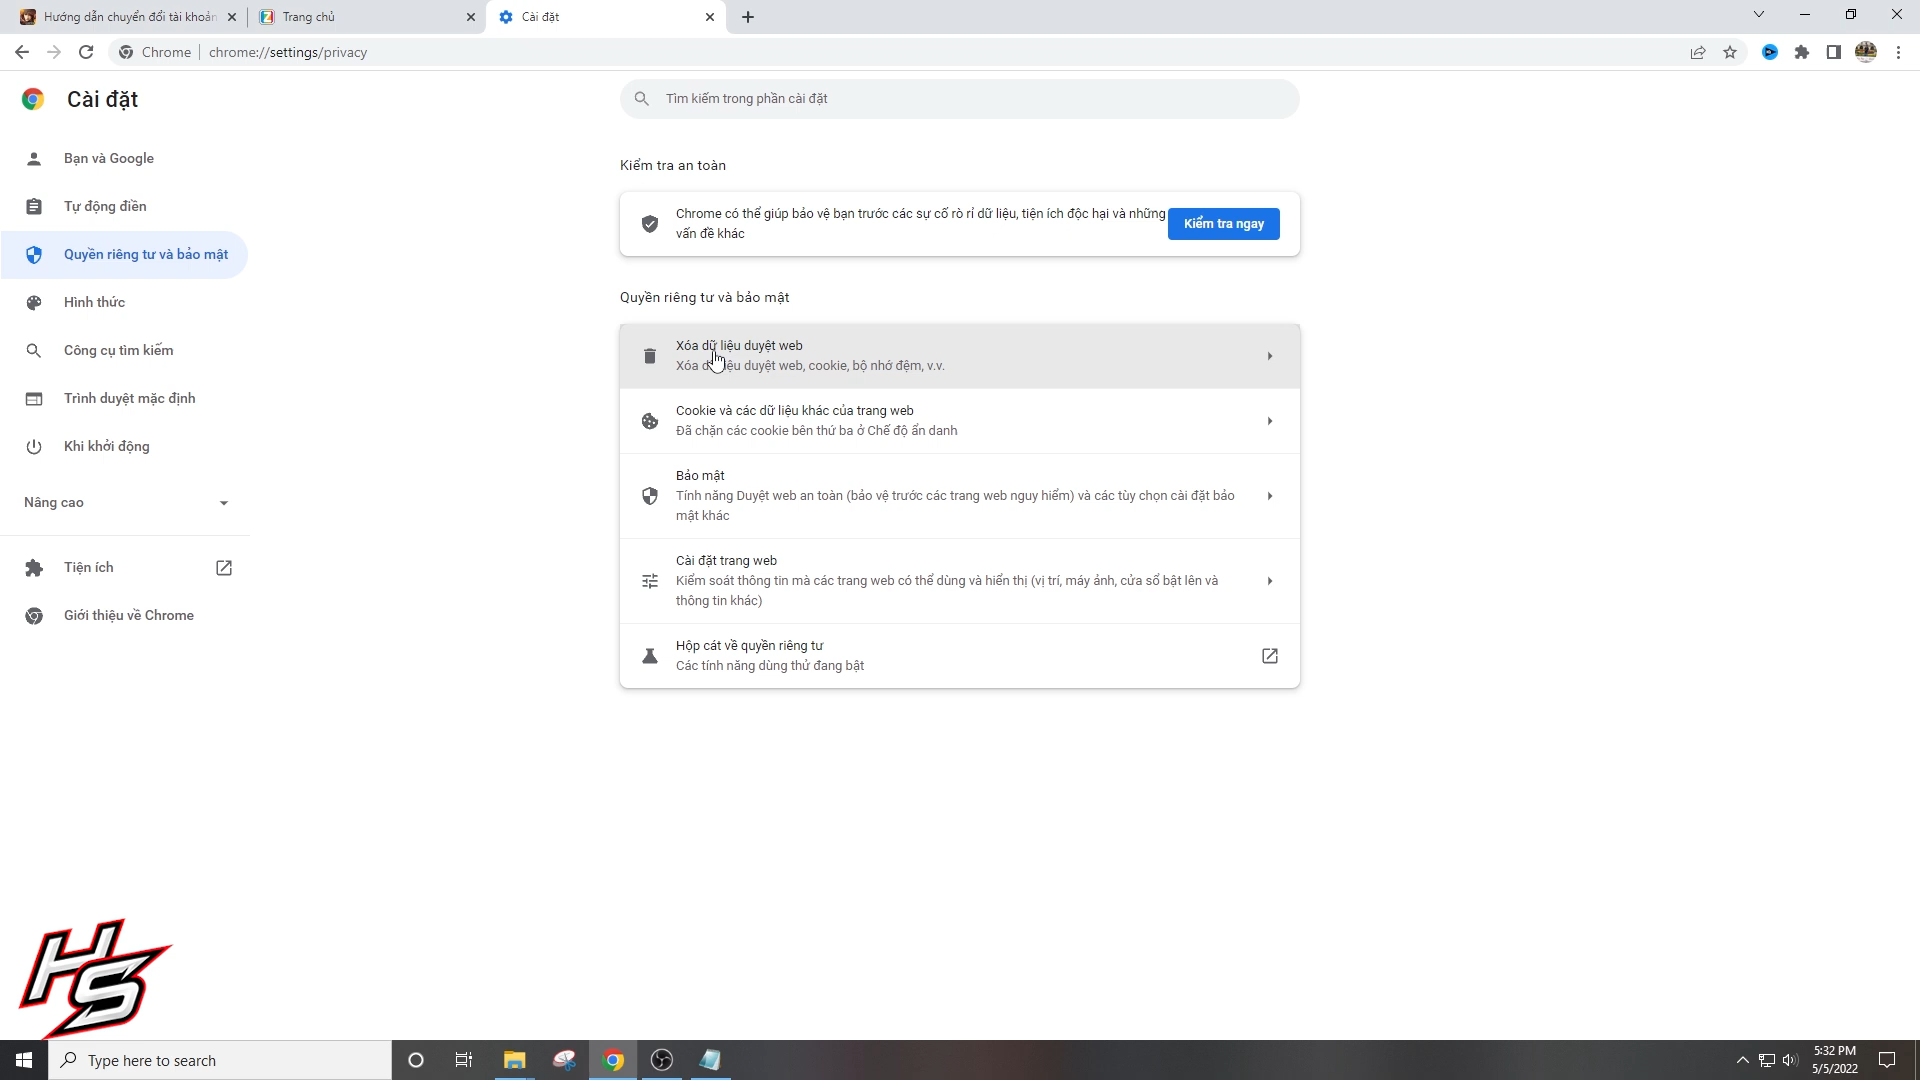 Hướng dẫn chuyển đổi tài khoản
Trang chủ
Cài đặt
Chrome
chrome://settings/privacy
Cài đặt
Tìm kiếm trong phần cài đặt
Bạn và Google
Tự động điền
Quyền riêng tư và bảo mật
Hình thức
Công cụ tìm kiếm
Trình duyệt mặc định
Khi khởi động
Nâng cao
Tiện ích
Giới thiệu về Chrome
Kiểm tra an toàn
Chrome có thể giúp bảo vệ bạn trước các sự cố rò rỉ dữ liệu, tiện ích độc hại và những
vấn đề khác
Kiểm tra ngay
Quyền riêng tư và bảo mật
Xóa dữ liệu duyệt web
Xóa dữ liệu duyệt web, cookie, bộ nhớ đệm, v.v.
Cookie và các dữ liệu khác của trang web
Đã chặn các cookie bên thứ ba ở Chế độ ẩn danh
Bảo mật
Tính năng Duyệt web an toàn (bảo vệ trước các trang web nguy hiểm) và các tùy chọn cài đặt bảo
mật khác
Cài đặt trang web
Kiểm soát thông tin mà các trang web có thể dùng và hiển thị (vị trí, máy ảnh, cửa sổ bật lên và
thông tin khác)
Hộp cát về quyền riêng tư
Các tính năng dùng thử đang bật
HS
Type here to search
5:32 PM
5/5/2022